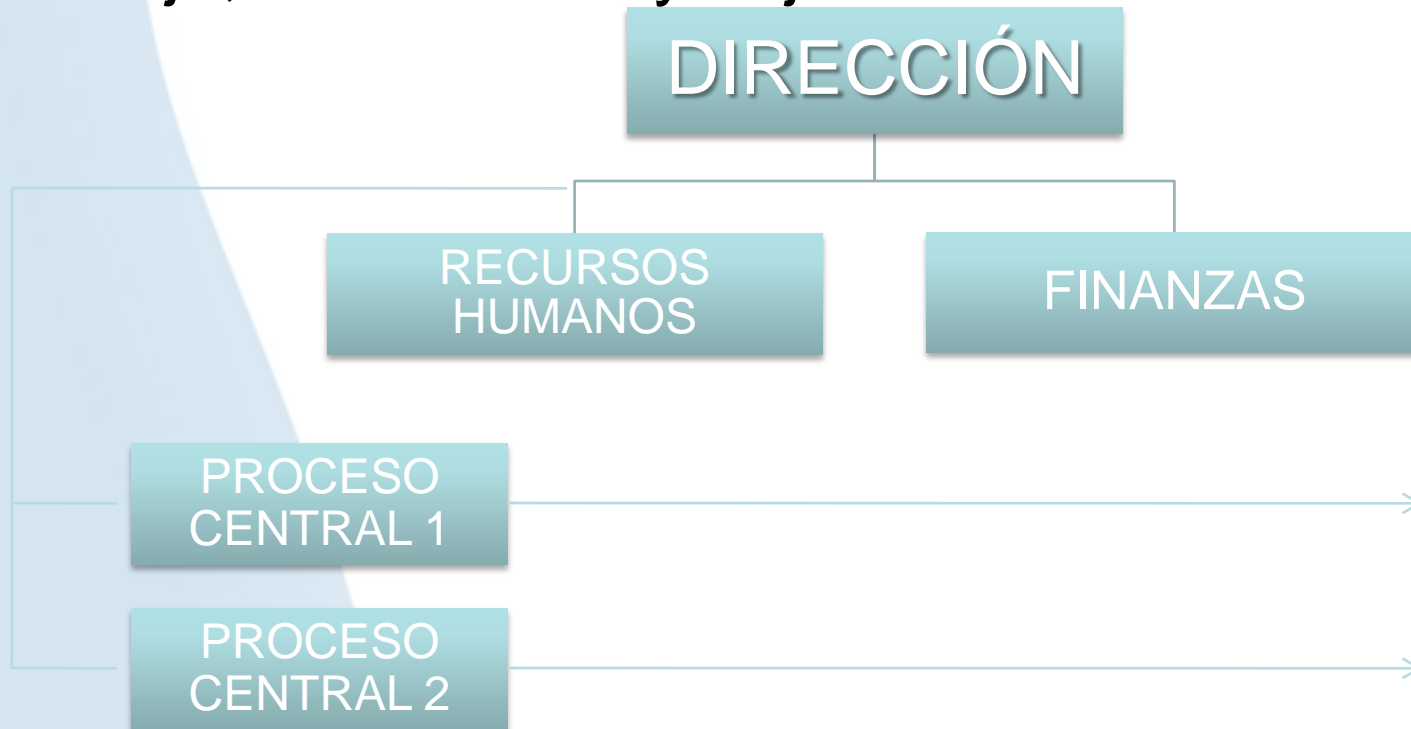 DIRECCIÓN
RECURSOS
HUMANOS
FINANZAS
PROCESO
CENTRAL 1
PROCESO
CENTRAL 2